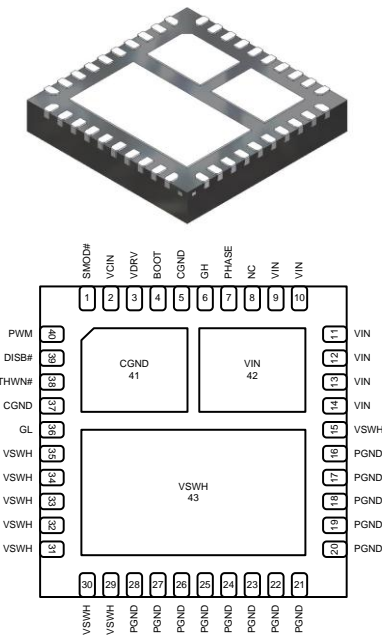 SMOD#
VCIN
VDRV
BOOT
CGND
GH
PHASE
NC
VIN
VIN
1 2 3 4 5 6 7 8 9 10
PWM 40
DISB# 39
THWN# 38
CGND 37
GL 36
VSWH 35
VSWH 34
VSWH 33
VSWH 32
VSWH 31
CGND
41
VIN
42
VSWH
43
11 VIN
12 VIN
13 VIN
14 VIN
15 VSWH
16 PGND
17 PGND
18 PGND
19 PGND
20 PGND
30 29 28 27 26 25 24 23 22 21
VSWH
VSWH
PGND
PGND
PGND
PGND
PGND
PGND
PGND
PGND